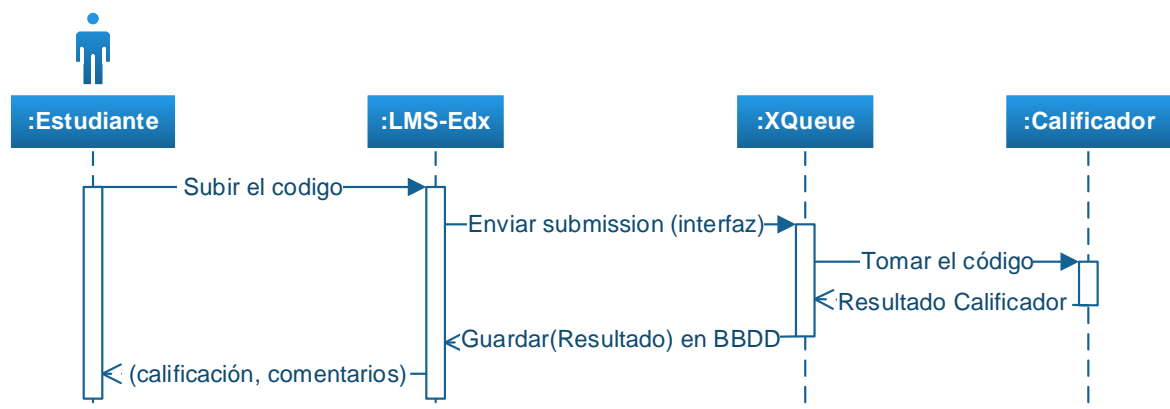 :Estudiante
:LMS-Edx
:XQueue
:Calificador
Subir el codigo
Enviar submission (interfaz)
Tomar el código
Resultado Calificador
Guardar(Resultado) en BBDD
(calificación, comentarios)